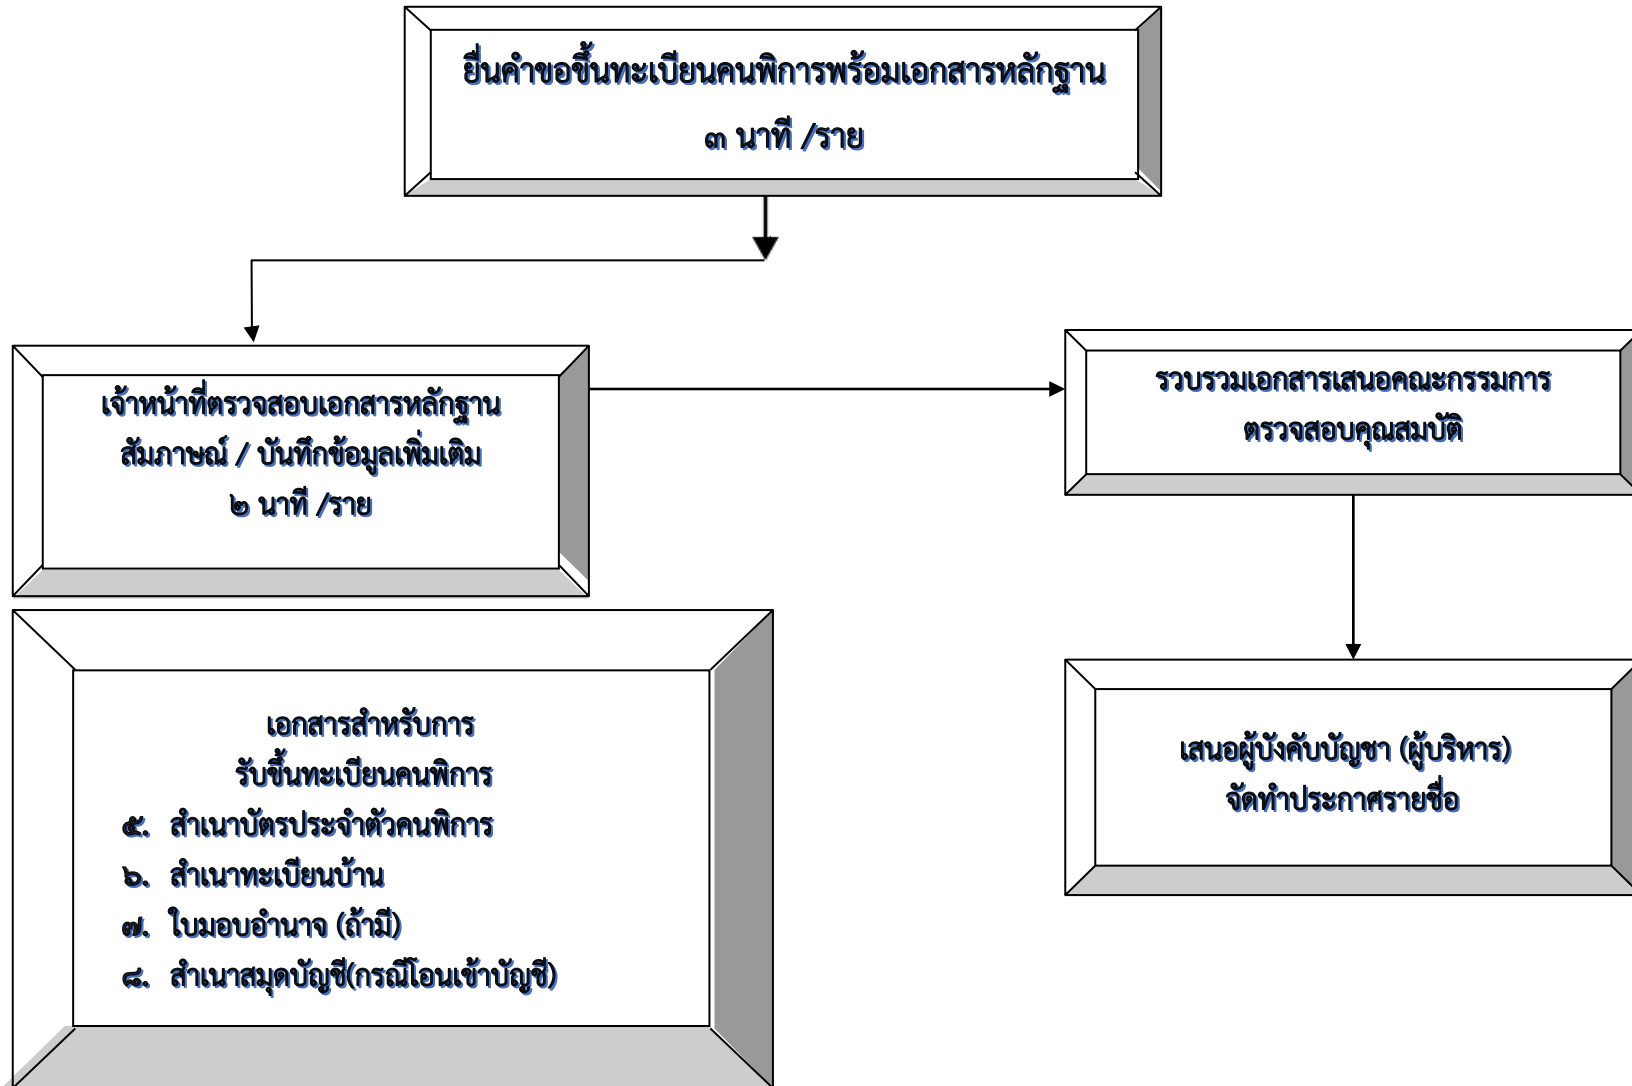 ยื่นคำขอขึ้นทะเบียนคนพิการพร้อมเอกสารหลักฐาน
๓ นาที /ราย
เจ้าหน้าที่ตรวจสอบเอกสารหลักฐาน
สัมภาษณ์ / บันทึกข้อมูลเพิ่มเติม
๒ นาที /ราย
รวบรวมเอกสารเสนอคณะกรรมการ
ตรวจสอบคุณสมบัติ
เอกสารสำหรับการ
รับขึ้นทะเบียนคนพิการ
๕. สำเนาบัตรประจำตัวคนพิการ
๖. สำเนาทะเบียนบ้าน
๗. ใบมอบอำนาจ (ถ้ามี)
๘. สำเนาสมุดบัญชี(กรณีโอนเข้าบัญชี)
เสนอผู้บังคับบัญชา (ผู้บริหาร)
จัดทำประกาศรายชื่อ